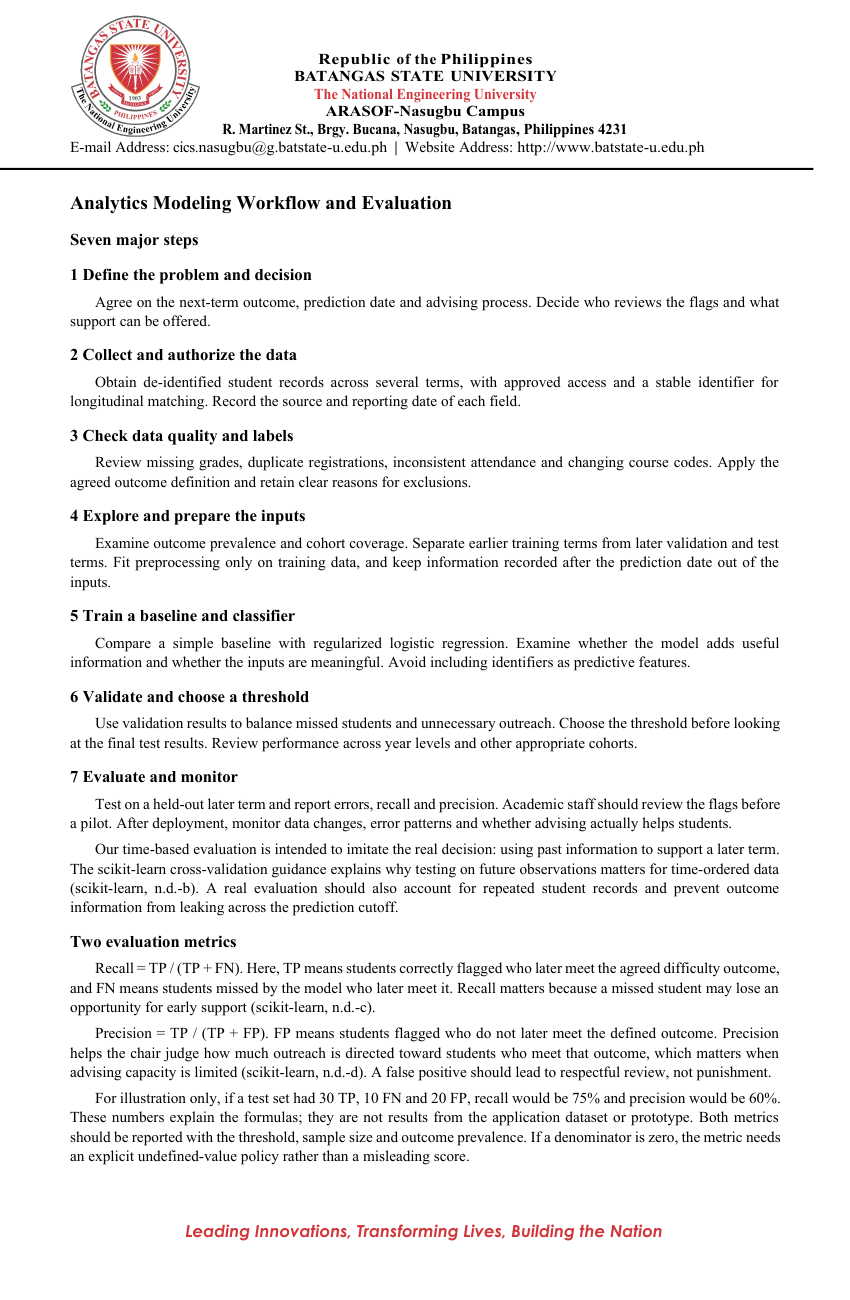 BATANGAS STATE UNIVERSITY
The National Engineering University
1903
PHILIPPINES
Republic of the Philippines
BATANGAS STATE UNIVERSITY
The National Engineering University
ARASOF-Nasugbu Campus
R. Martinez St., Brgy. Bucana, Nasugbu, Batangas, Philippines 4231
E-mail Address: cics.nasugbu@g.batstate-u.edu.ph | Website Address: http://www.batstate-u.edu.ph
Analytics Modeling Workflow and Evaluation
Seven major steps
1 Define the problem and decision
Agree on the next-term outcome, prediction date and advising process. Decide who reviews the flags and what
support can be offered.
2 Collect and authorize the data
Obtain de-identified student records across several terms, with approved access and a stable identifier for
longitudinal matching. Record the source and reporting date of each field.
3 Check data quality and labels
Review missing grades, duplicate registrations, inconsistent attendance and changing course codes. Apply the
agreed outcome definition and retain clear reasons for exclusions.
4 Explore and prepare the inputs
Examine outcome prevalence and cohort coverage. Separate earlier training terms from later validation and test
terms. Fit preprocessing only on training data, and keep information recorded after the prediction date out of the
inputs.
5 Train a baseline and classifier
Compare a simple baseline with regularized logistic regression. Examine whether the model adds useful
information and whether the inputs are meaningful. Avoid including identifiers as predictive features.
6 Validate and choose a threshold
Use validation results to balance missed students and unnecessary outreach. Choose the threshold before looking
at the final test results. Review performance across year levels and other appropriate cohorts.
7 Evaluate and monitor
Test on a held-out later term and report errors, recall and precision. Academic staff should review the flags before
a pilot. After deployment, monitor data changes, error patterns and whether advising actually helps students.
Our time-based evaluation is intended to imitate the real decision: using past information to support a later term.
The scikit-learn cross-validation guidance explains why testing on future observations matters for time-ordered data
(scikit-learn, n.d.-b). A real evaluation should also account for repeated student records and prevent outcome
information from leaking across the prediction cutoff.
Two evaluation metrics
Recall = TP / (TP + FN). Here, TP means students correctly flagged who later meet the agreed difficulty outcome,
and FN means students missed by the model who later meet it. Recall matters because a missed student may lose an
opportunity for early support (scikit-learn, n.d.-c).
Precision = TP / (TP + FP). FP means students flagged who do not later meet the defined outcome. Precision
helps the chair judge how much outreach is directed toward students who meet that outcome, which matters when
advising capacity is limited (scikit-learn, n.d.-d). A false positive should lead to respectful review, not punishment.
For illustration only, if a test set had 30 TP, 10 FN and 20 FP, recall would be 75% and precision would be 60%.
These numbers explain the formulas; they are not results from the application dataset or prototype. Both metrics
should be reported with the threshold, sample size and outcome prevalence. If a denominator is zero, the metric needs
an explicit undefined-value policy rather than a misleading score.
Leading Innovations, Transforming Lives, Building the Nation